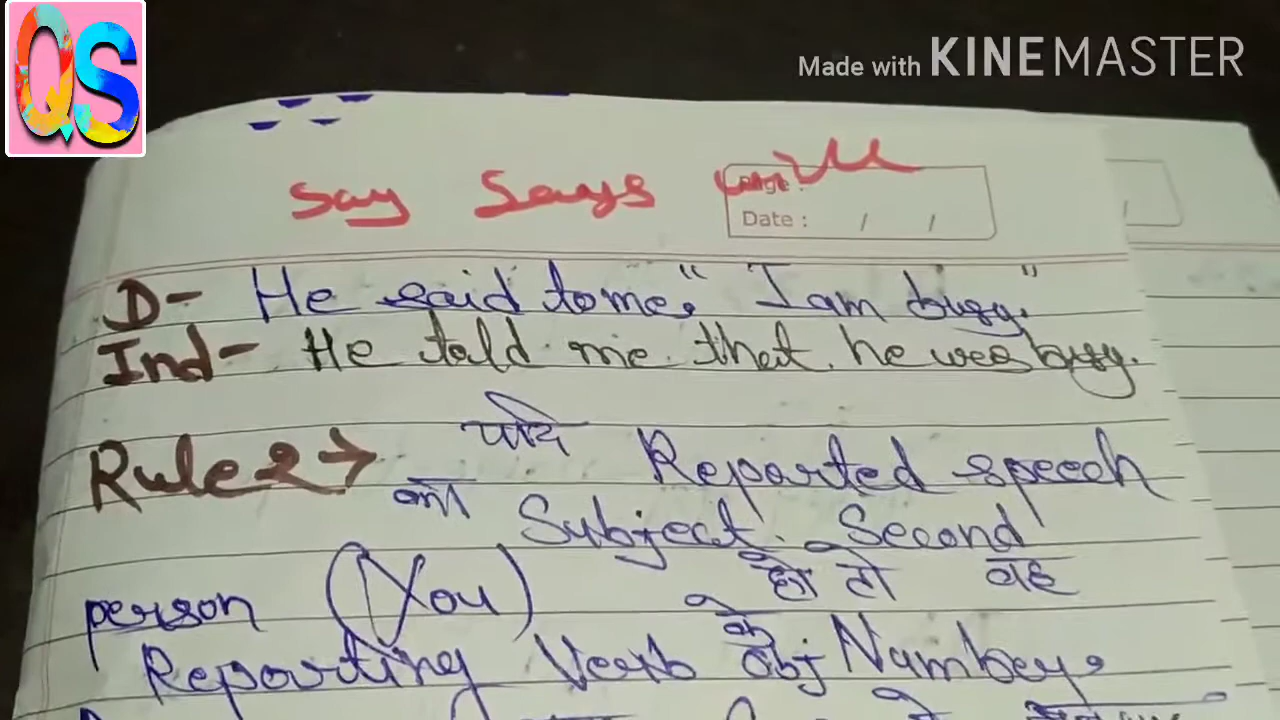 QS
Made with KINEMASTER
Say Says will
Page :
Date : / /
D- He said to me, "I am busy."
Ind- He told me that he was busy.
Rule 2 → यदि Reported speech
का Subject Second
person (You) हो तो वह
Reporting Verb के obj Number,